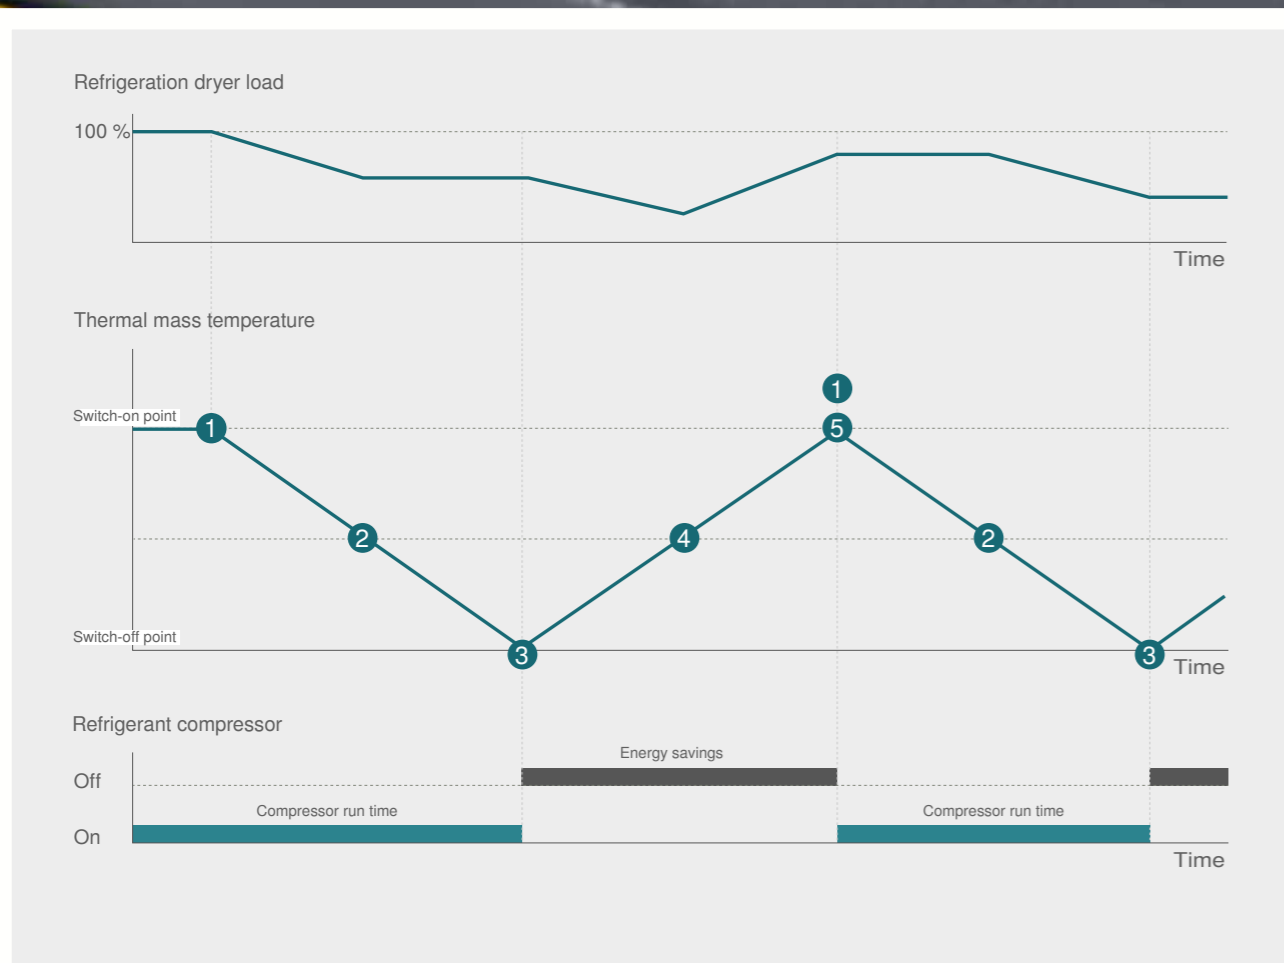 Refrigeration dryer load
100 %
Time
Thermal mass temperature
1
Switch-on point
1
5
2
4
2
Switch-off point
3
3
Time
Refrigerant compressor
Energy savings
Off
Compressor run time
Compressor run time
On
Time